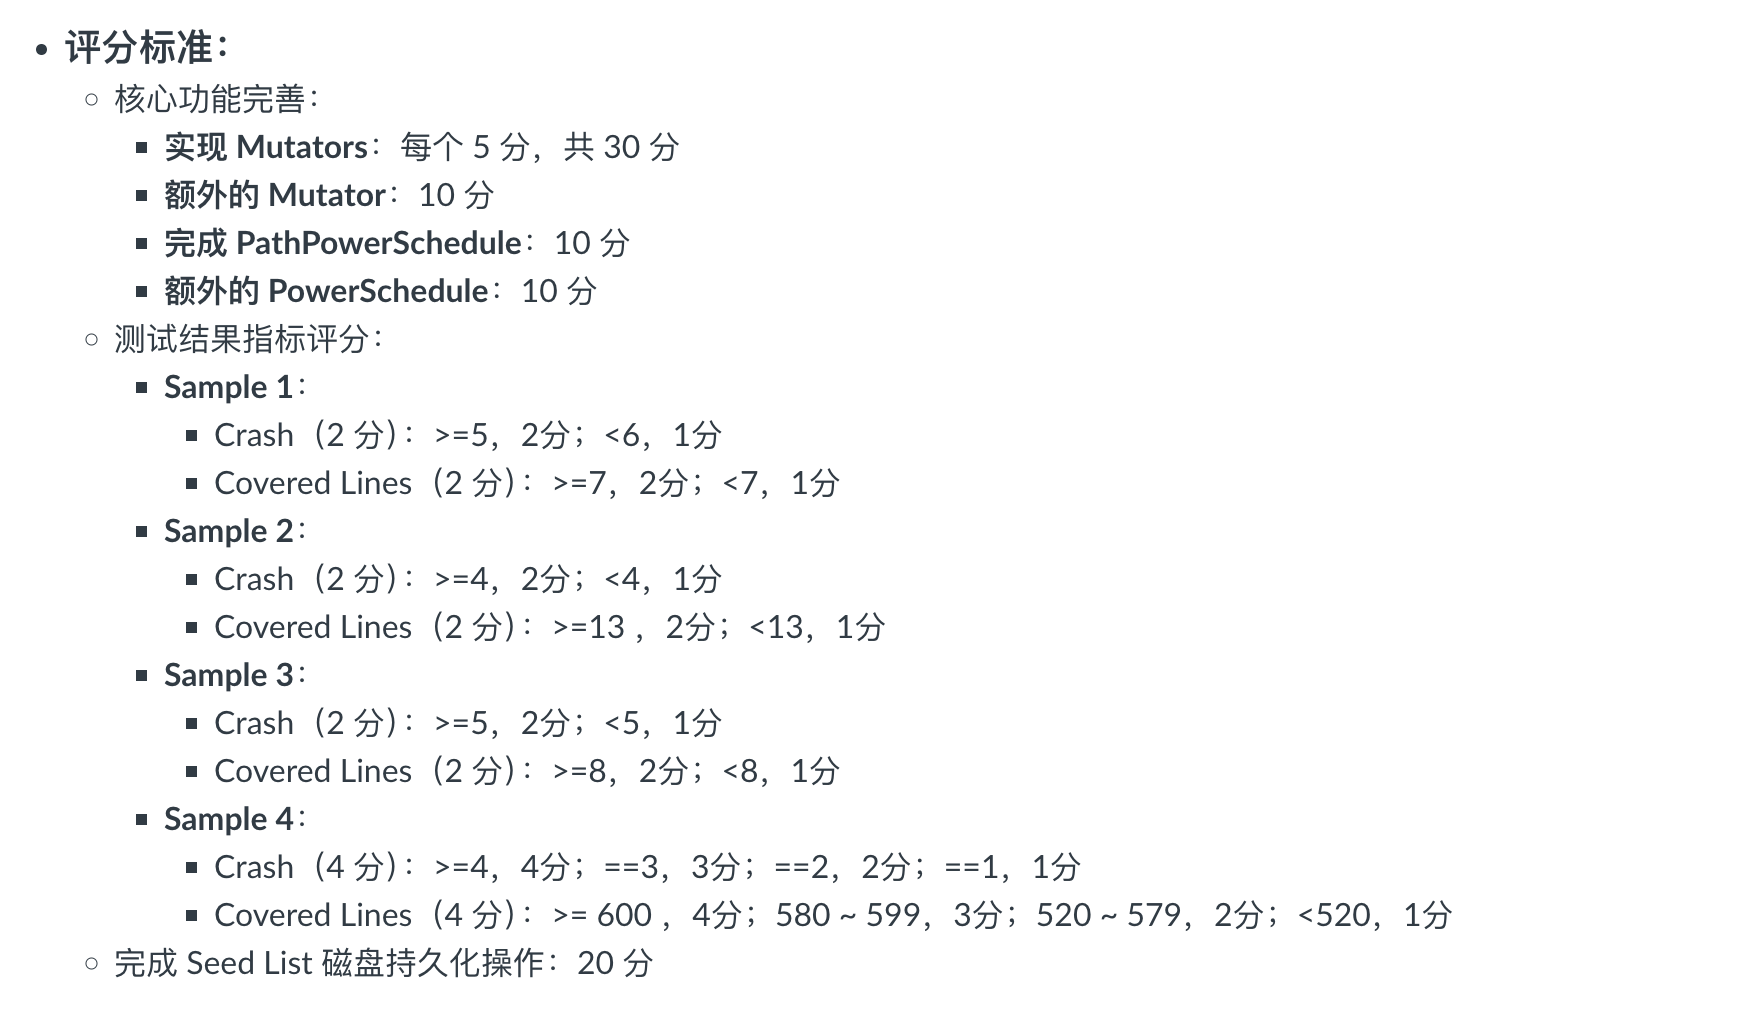 评分标准：
核心功能完善：
实现 Mutators：每个 5 分，共 30 分
额外的 Mutator：10 分
完成 PathPowerSchedule：10 分
额外的 PowerSchedule：10 分
测试结果指标评分：
Sample 1：
Crash（2 分）：>=5，2分；<6，1分
Covered Lines（2 分）：>=7，2分；<7，1分
Sample 2：
Crash（2 分）：>=4，2分；<4，1分
Covered Lines（2 分）：>=13 ，2分；<13，1分
Sample 3：
Crash（2 分）：>=5，2分；<5，1分
Covered Lines（2 分）：>=8，2分；<8，1分
Sample 4：
Crash（4 分）：>=4，4分；==3，3分；==2，2分；==1，1分
Covered Lines（4 分）：>= 600 ，4分；580 ~ 599，3分；520 ~ 579，2分；<520，1分
完成 Seed List 磁盘持久化操作：20 分